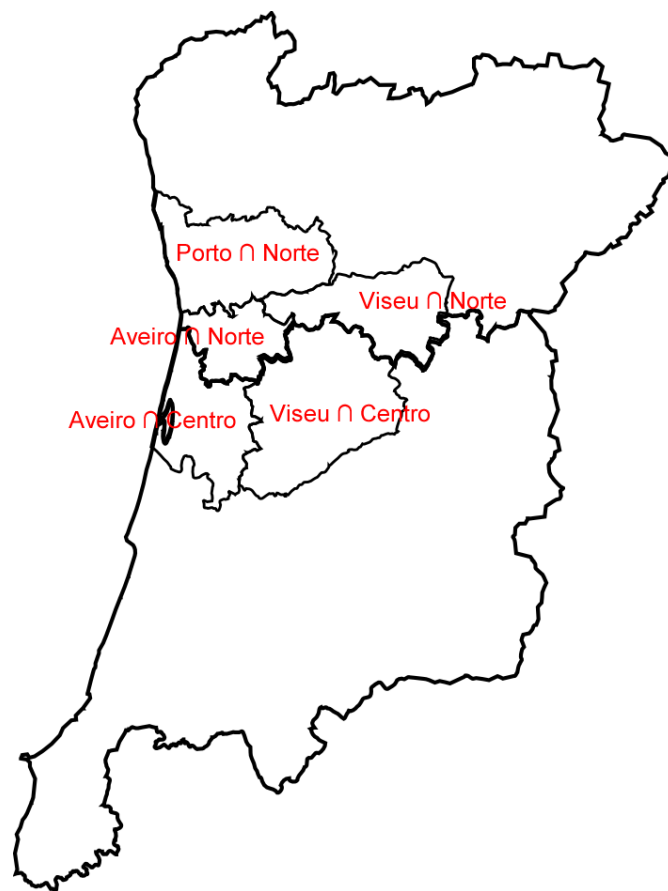 Porto ∩ Norte
Viseu ∩ Norte
Aveiro ∩ Norte
Viseu ∩ Centro
Aveiro ∩ Centro